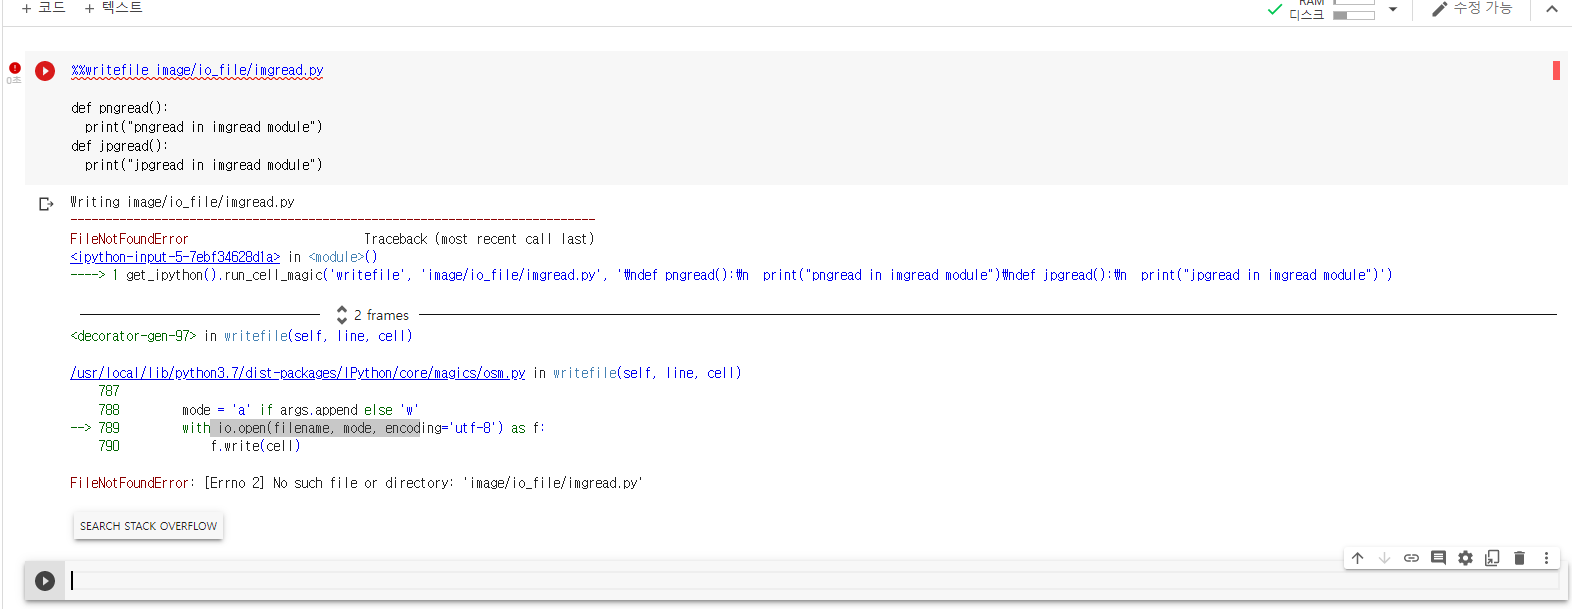 + 코드 + 텍스트
RAM
디스크
수정 가능
0초
%%writefile image/io_file/imgread.py
def pngread():
print("pngread in imgread module")
def jpgread():
print("jpgread in imgread module")
Writing image/io_file/imgread.py
---------------------------------------------------------------------------
FileNotFoundError Traceback (most recent call last)
<ipython-input-5-7ebf34628d1a> in <module>()
----> 1 get_ipython().run_cell_magic('writefile', 'image/io_file/imgread.py', '\ndef pngread():\n  print("pngread in imgread module")\ndef jpgread():\n  print("jpgread in imgread module")')
2 frames
<decorator-gen-97> in writefile(self, line, cell)
/usr/local/lib/python3.7/dist-packages/IPython/core/magics/osm.py in writefile(self, line, cell)
787
788 mode = 'a' if args.append else 'w'
--> 789 with io.open(filename, mode, encoding='utf-8') as f:
790 f.write(cell)
FileNotFoundError: [Errno 2] No such file or directory: 'image/io_file/imgread.py'
SEARCH STACK OVERFLOW